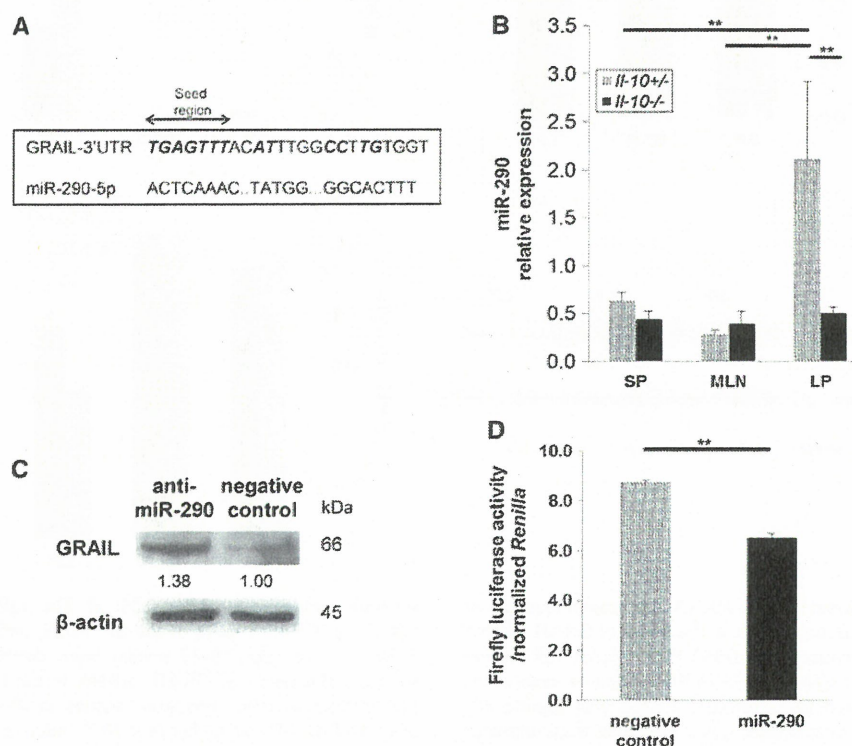 A
Seed
region
GRAIL-3'UTR TGAGTTTACATTTGGCCTTGTGGT
miR-290-5p ACTCAAAC..TATGG...GGCACTTT
B
miR-290
relative expression
3.5
3.0
2.5
2.0
1.5
1.0
0.5
0.0
**
**
**
Il-10+/-
Il-10-/-
SP MLN LP
C
anti-
miR-290
negative
control
kDa
GRAIL
66
1.38 1.00
β-actin
45
D
Firefly luciferase activity
/normalized Renilla
10.0
8.0
6.0
4.0
2.0
0.0
**
negative
control
miR-290